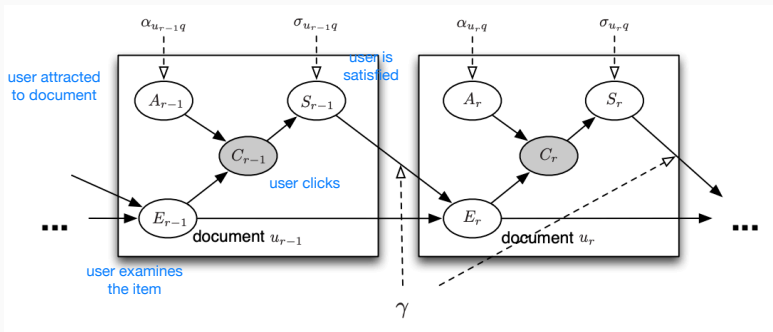 α_{u_{r−1}q}
σ_{u_{r−1}q}
α_{u_r q}
σ_{u_r q}
user is
satisfied
user attracted
to document
A_{r−1}
S_{r−1}
A_r
S_r
C_{r−1}
C_r
user clicks
E_{r−1}
E_r
...
...
document u_{r−1}
document u_r
user examines
the item
γ